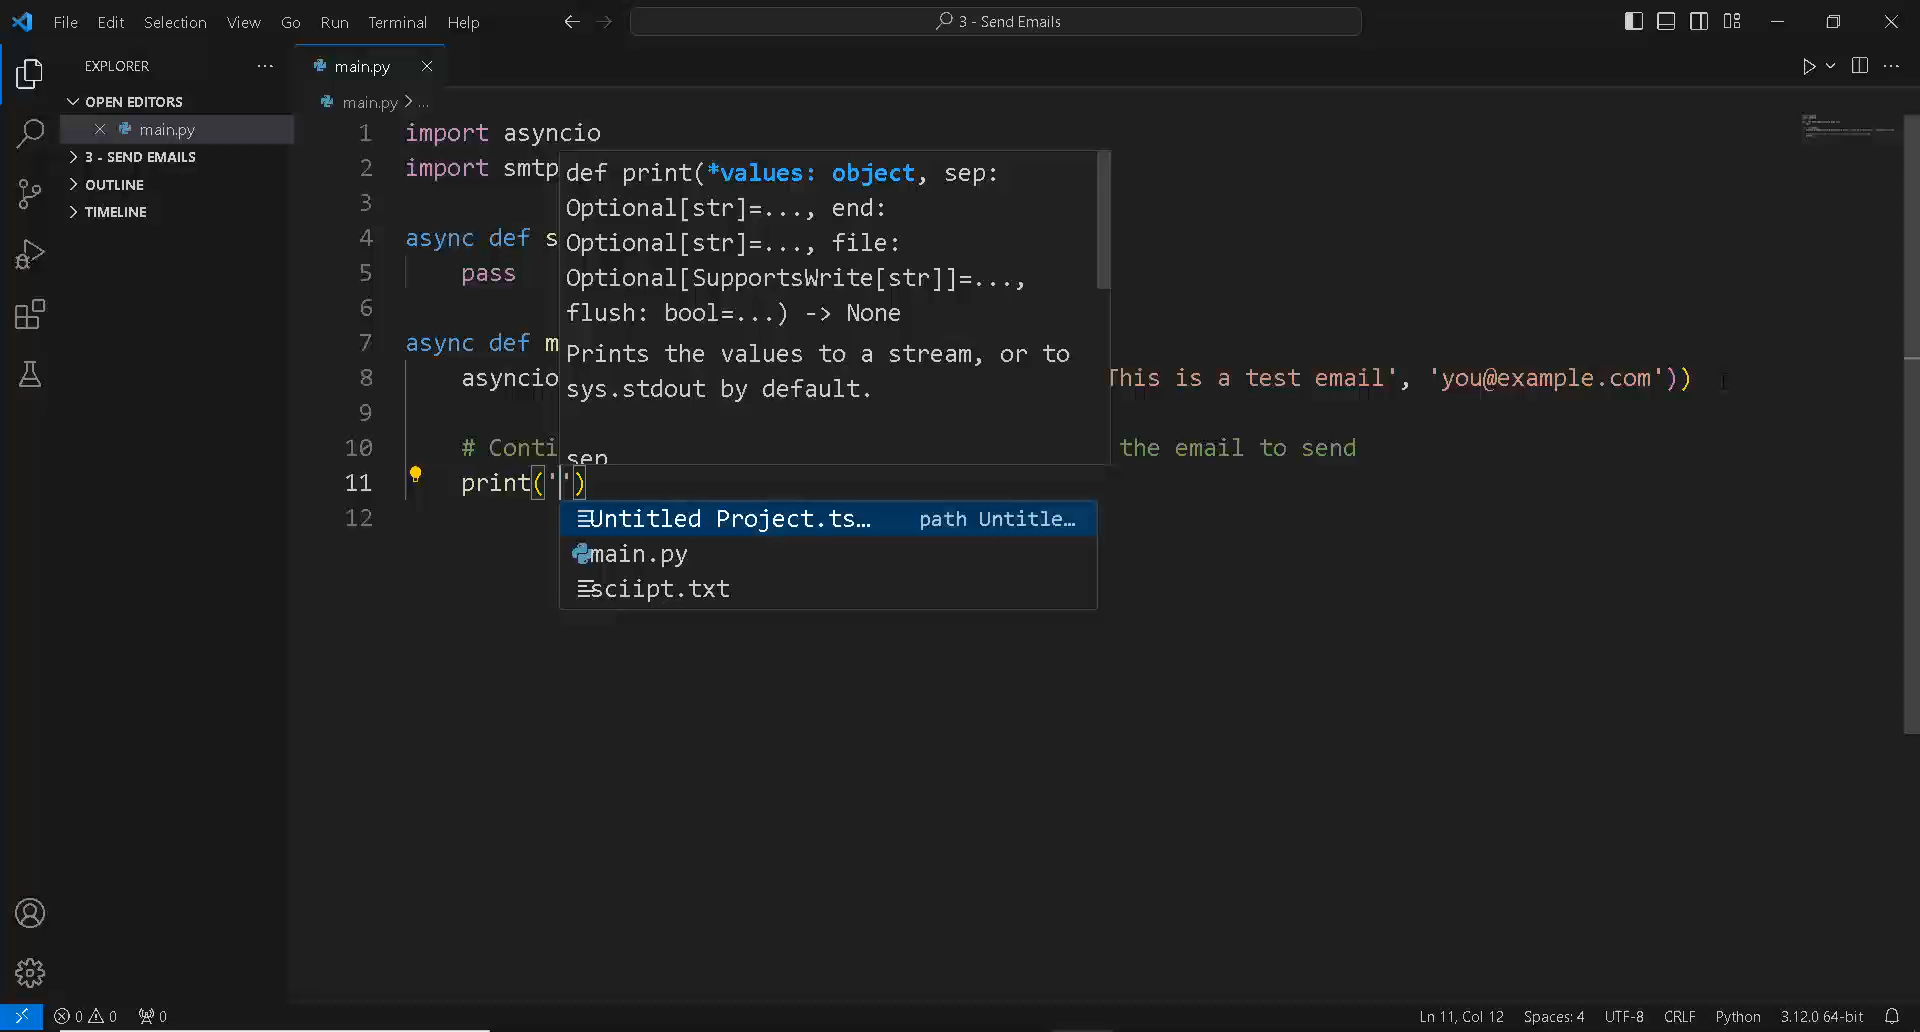 File Edit Selection View Go Run Terminal Help
3 - Send Emails
EXPLORER
OPEN EDITORS
main.py
3 - SEND EMAILS
OUTLINE
TIMELINE
main.py
main.py > ...
1 import asyncio
2 import smtp
3
4 async def s
5 pass
6
7 async def m
8 asyncio This is a test email', 'you@example.com'))
9
10 # Conti the email to send
11 print('')
12
def print(*values: object, sep:
Optional[str]=..., end:
Optional[str]=..., file:
Optional[SupportsWrite[str]]=...,
flush: bool=...) -> None
Prints the values to a stream, or to
sys.stdout by default.
sep
Untitled Project.ts... path Untitle...
main.py
sciipt.txt
0 0 0
Ln 11, Col 12 Spaces: 4 UTF-8 CRLF Python 3.12.0 64-bit